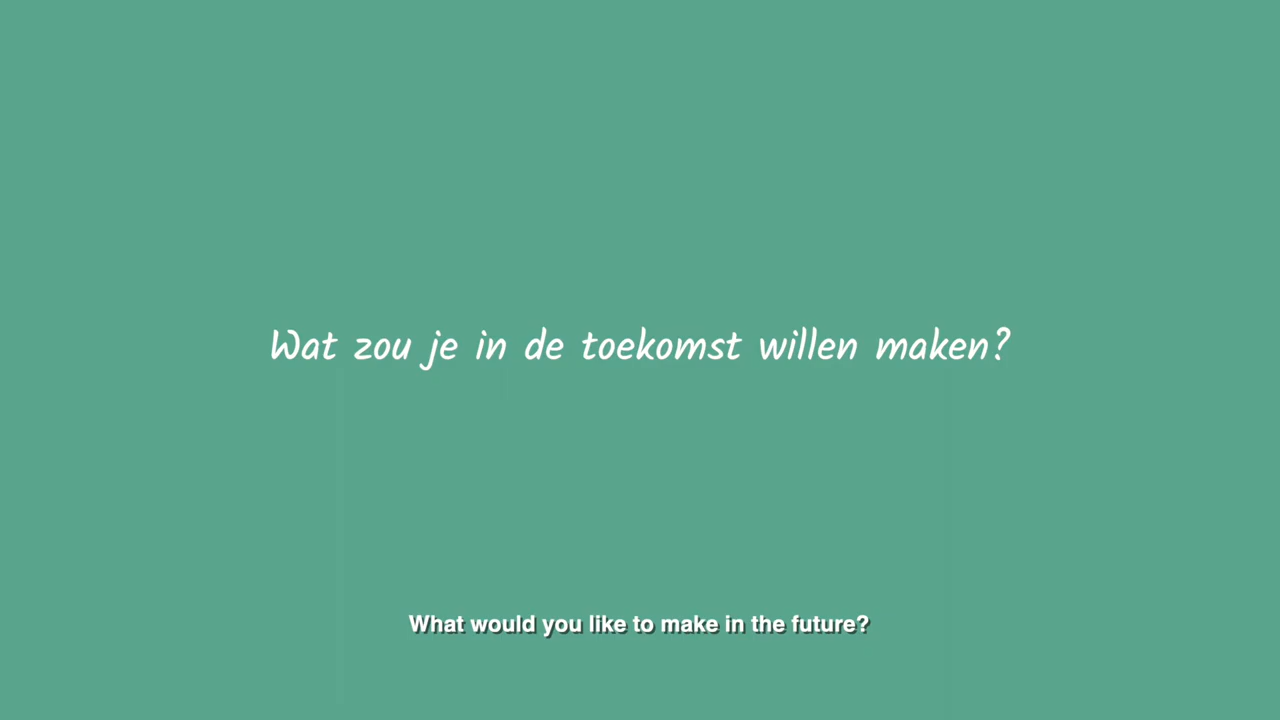 Wat zou je in de toekomst willen maken?
What would you like to make in the future?